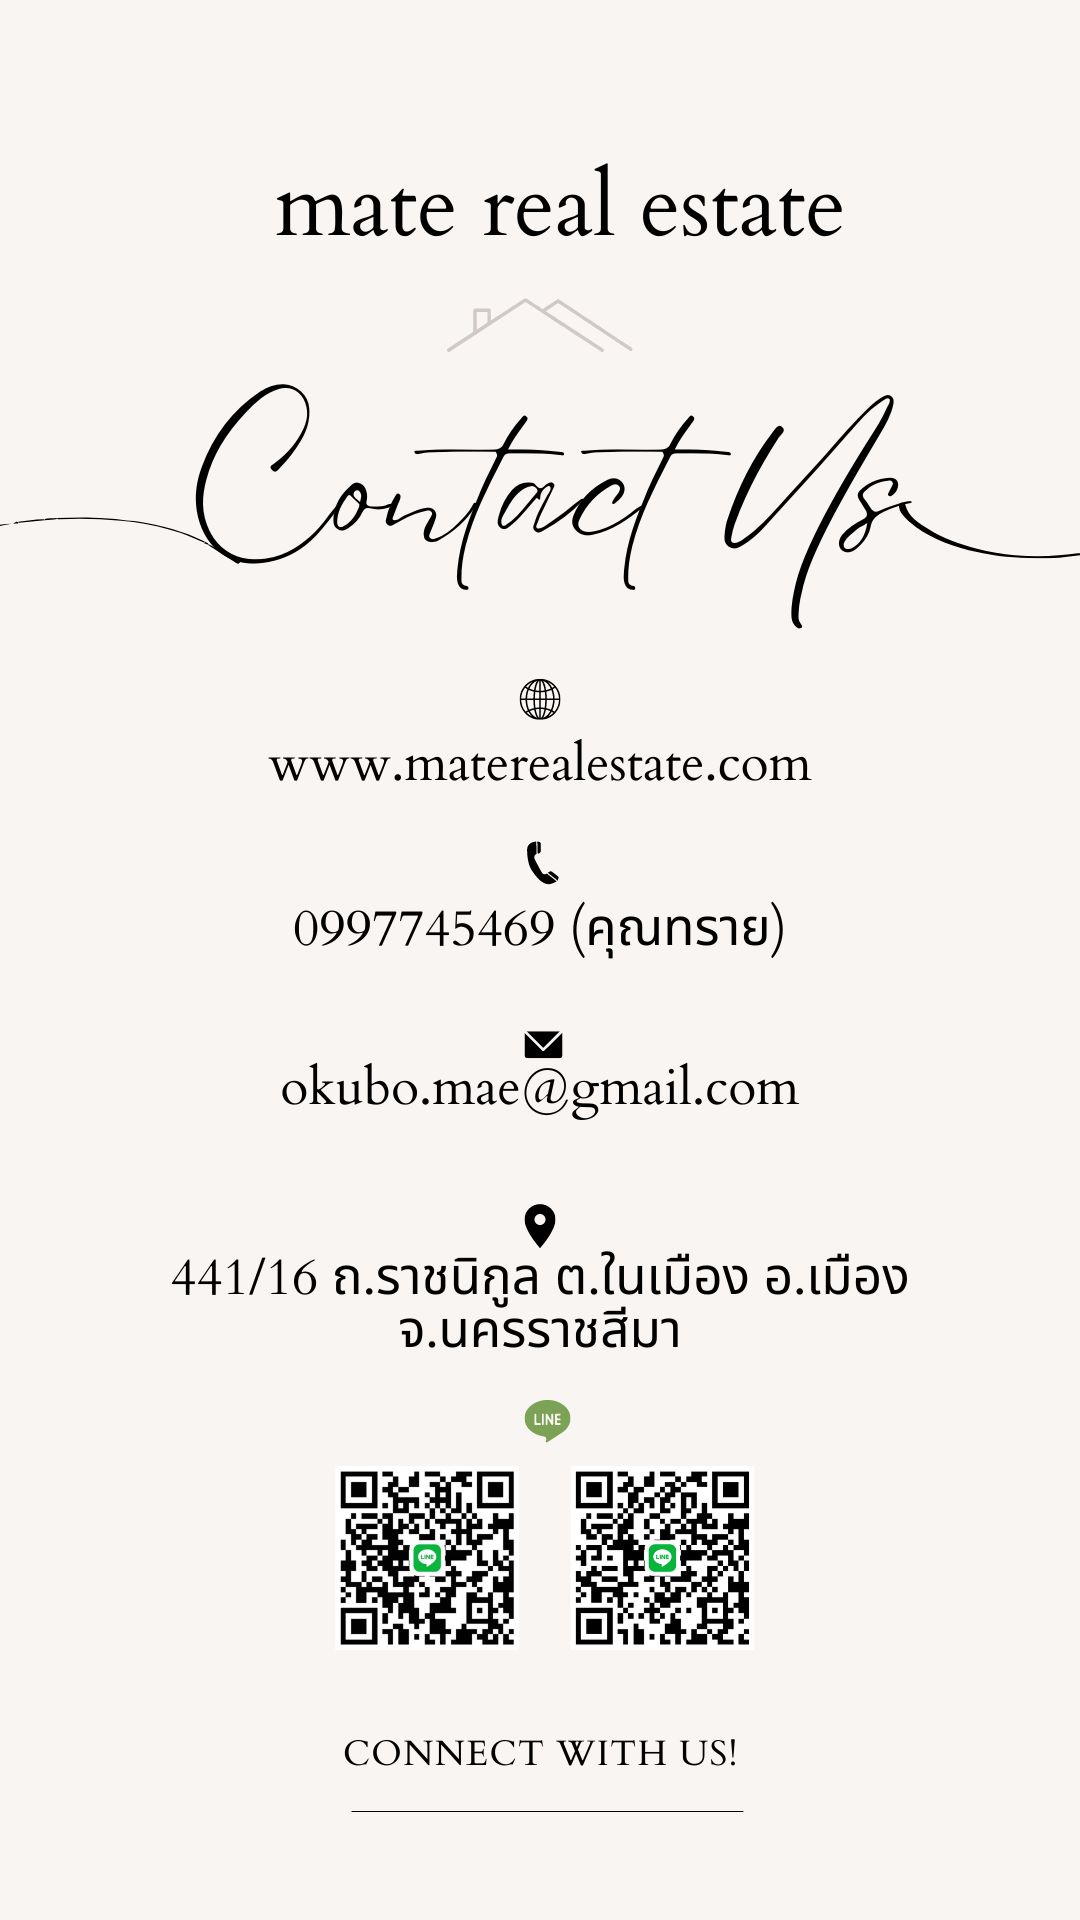 mate real estate
Contact Us
www.materealestate.com
0997745469 (คุณทราย)
okubo.mae@gmail.com
441/16 ถ.ราชนิกูล ต.ในเมือง อ.เมือง
จ.นครราชสีมา
LINE
LINE
LINE
CONNECT WITH US!